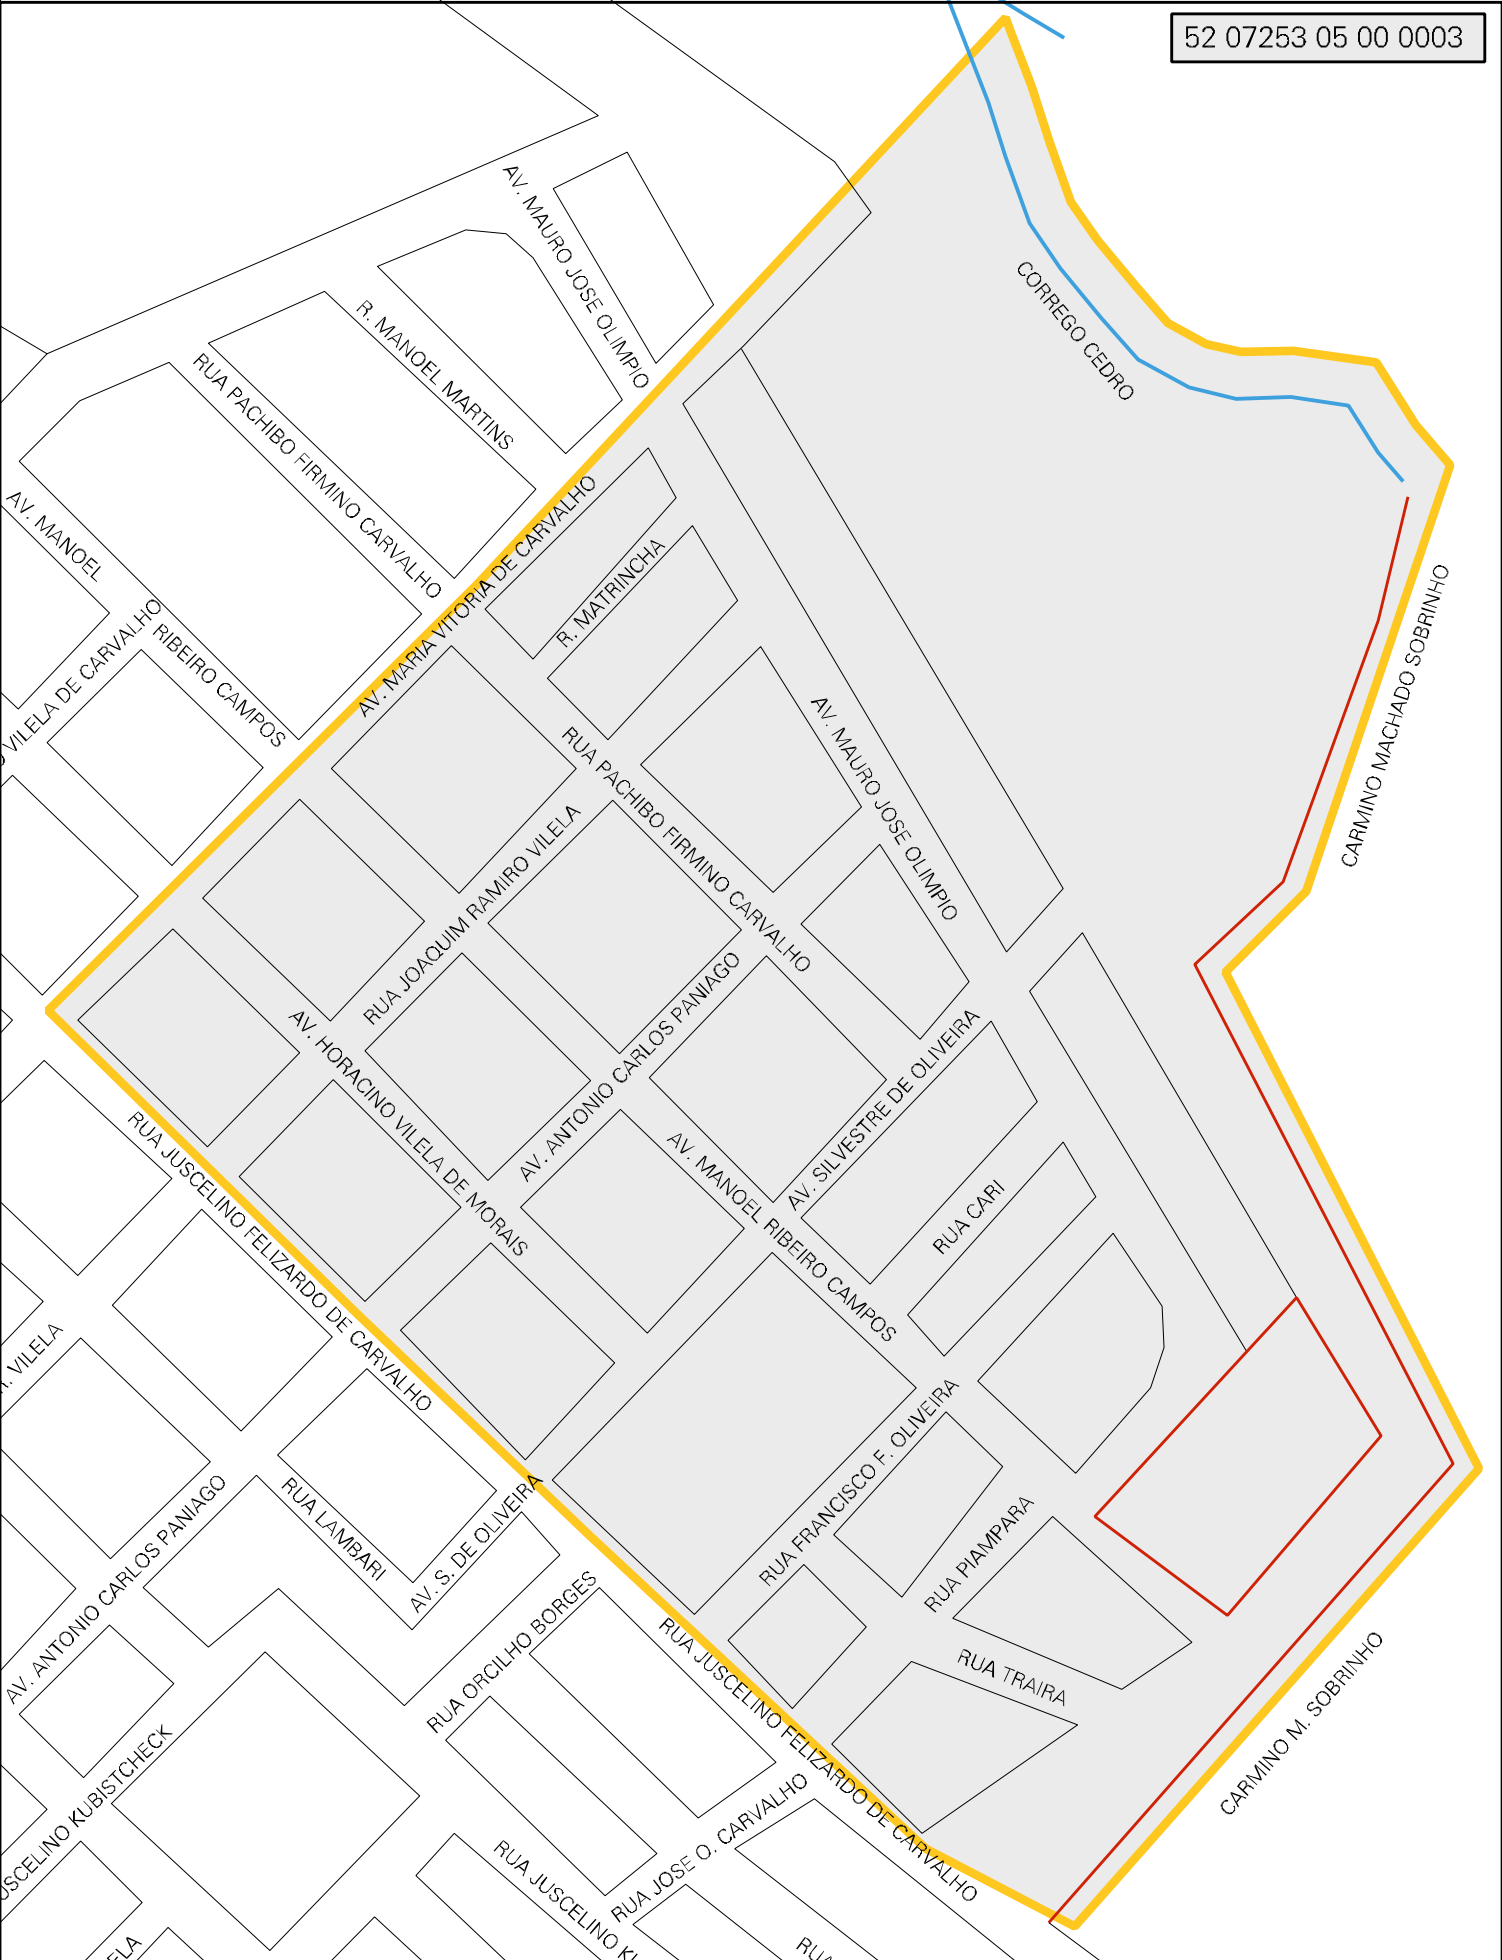 52 07253 05 00 0003
AV. MAURO JOSE OLIMPIO
R. MANOEL MARTINS
RUA PACHIBO FIRMINO CARVALHO
CORREGO CEDRO
AV. MANOEL
RIBEIRO CAMPOS
VILELA DE CARVALHO
AV. MARIA VITORIA DE CARVALHO
R. MATRINCHA
CARMINO MACHADO SOBRINHO
RUA PACHIBO FIRMINO CARVALHO
AV. MAURO JOSE OLIMPIO
RUA JOAQUIM RAMIRO VILELA
AV. HORACINO VILELA DE MORAIS
AV. ANTONIO CARLOS PANIAGO
AV. SILVESTRE DE OLIVEIRA
AV. MANOEL RIBEIRO CAMPOS
RUA CARI
RUA JUSCELINO FELIZARDO DE CARVALHO
R. VILELA
RUA FRANCISCO F. OLIVEIRA
RUA PIAMPARA
RUA LAMBARI
AV. S. DE OLIVEIRA
AV. ANTONIO CARLOS PANIAGO
RUA ORCILHO BORGES
RUA JUSCELINO FELIZARDO DE CARVALHO
RUA TRAIRA
CARMINO M. SOBRINHO
USCELINO KUBISTCHECK
RUA JOSE O. CARVALHO
RUA JUSCELINO KU
ELA
RUA